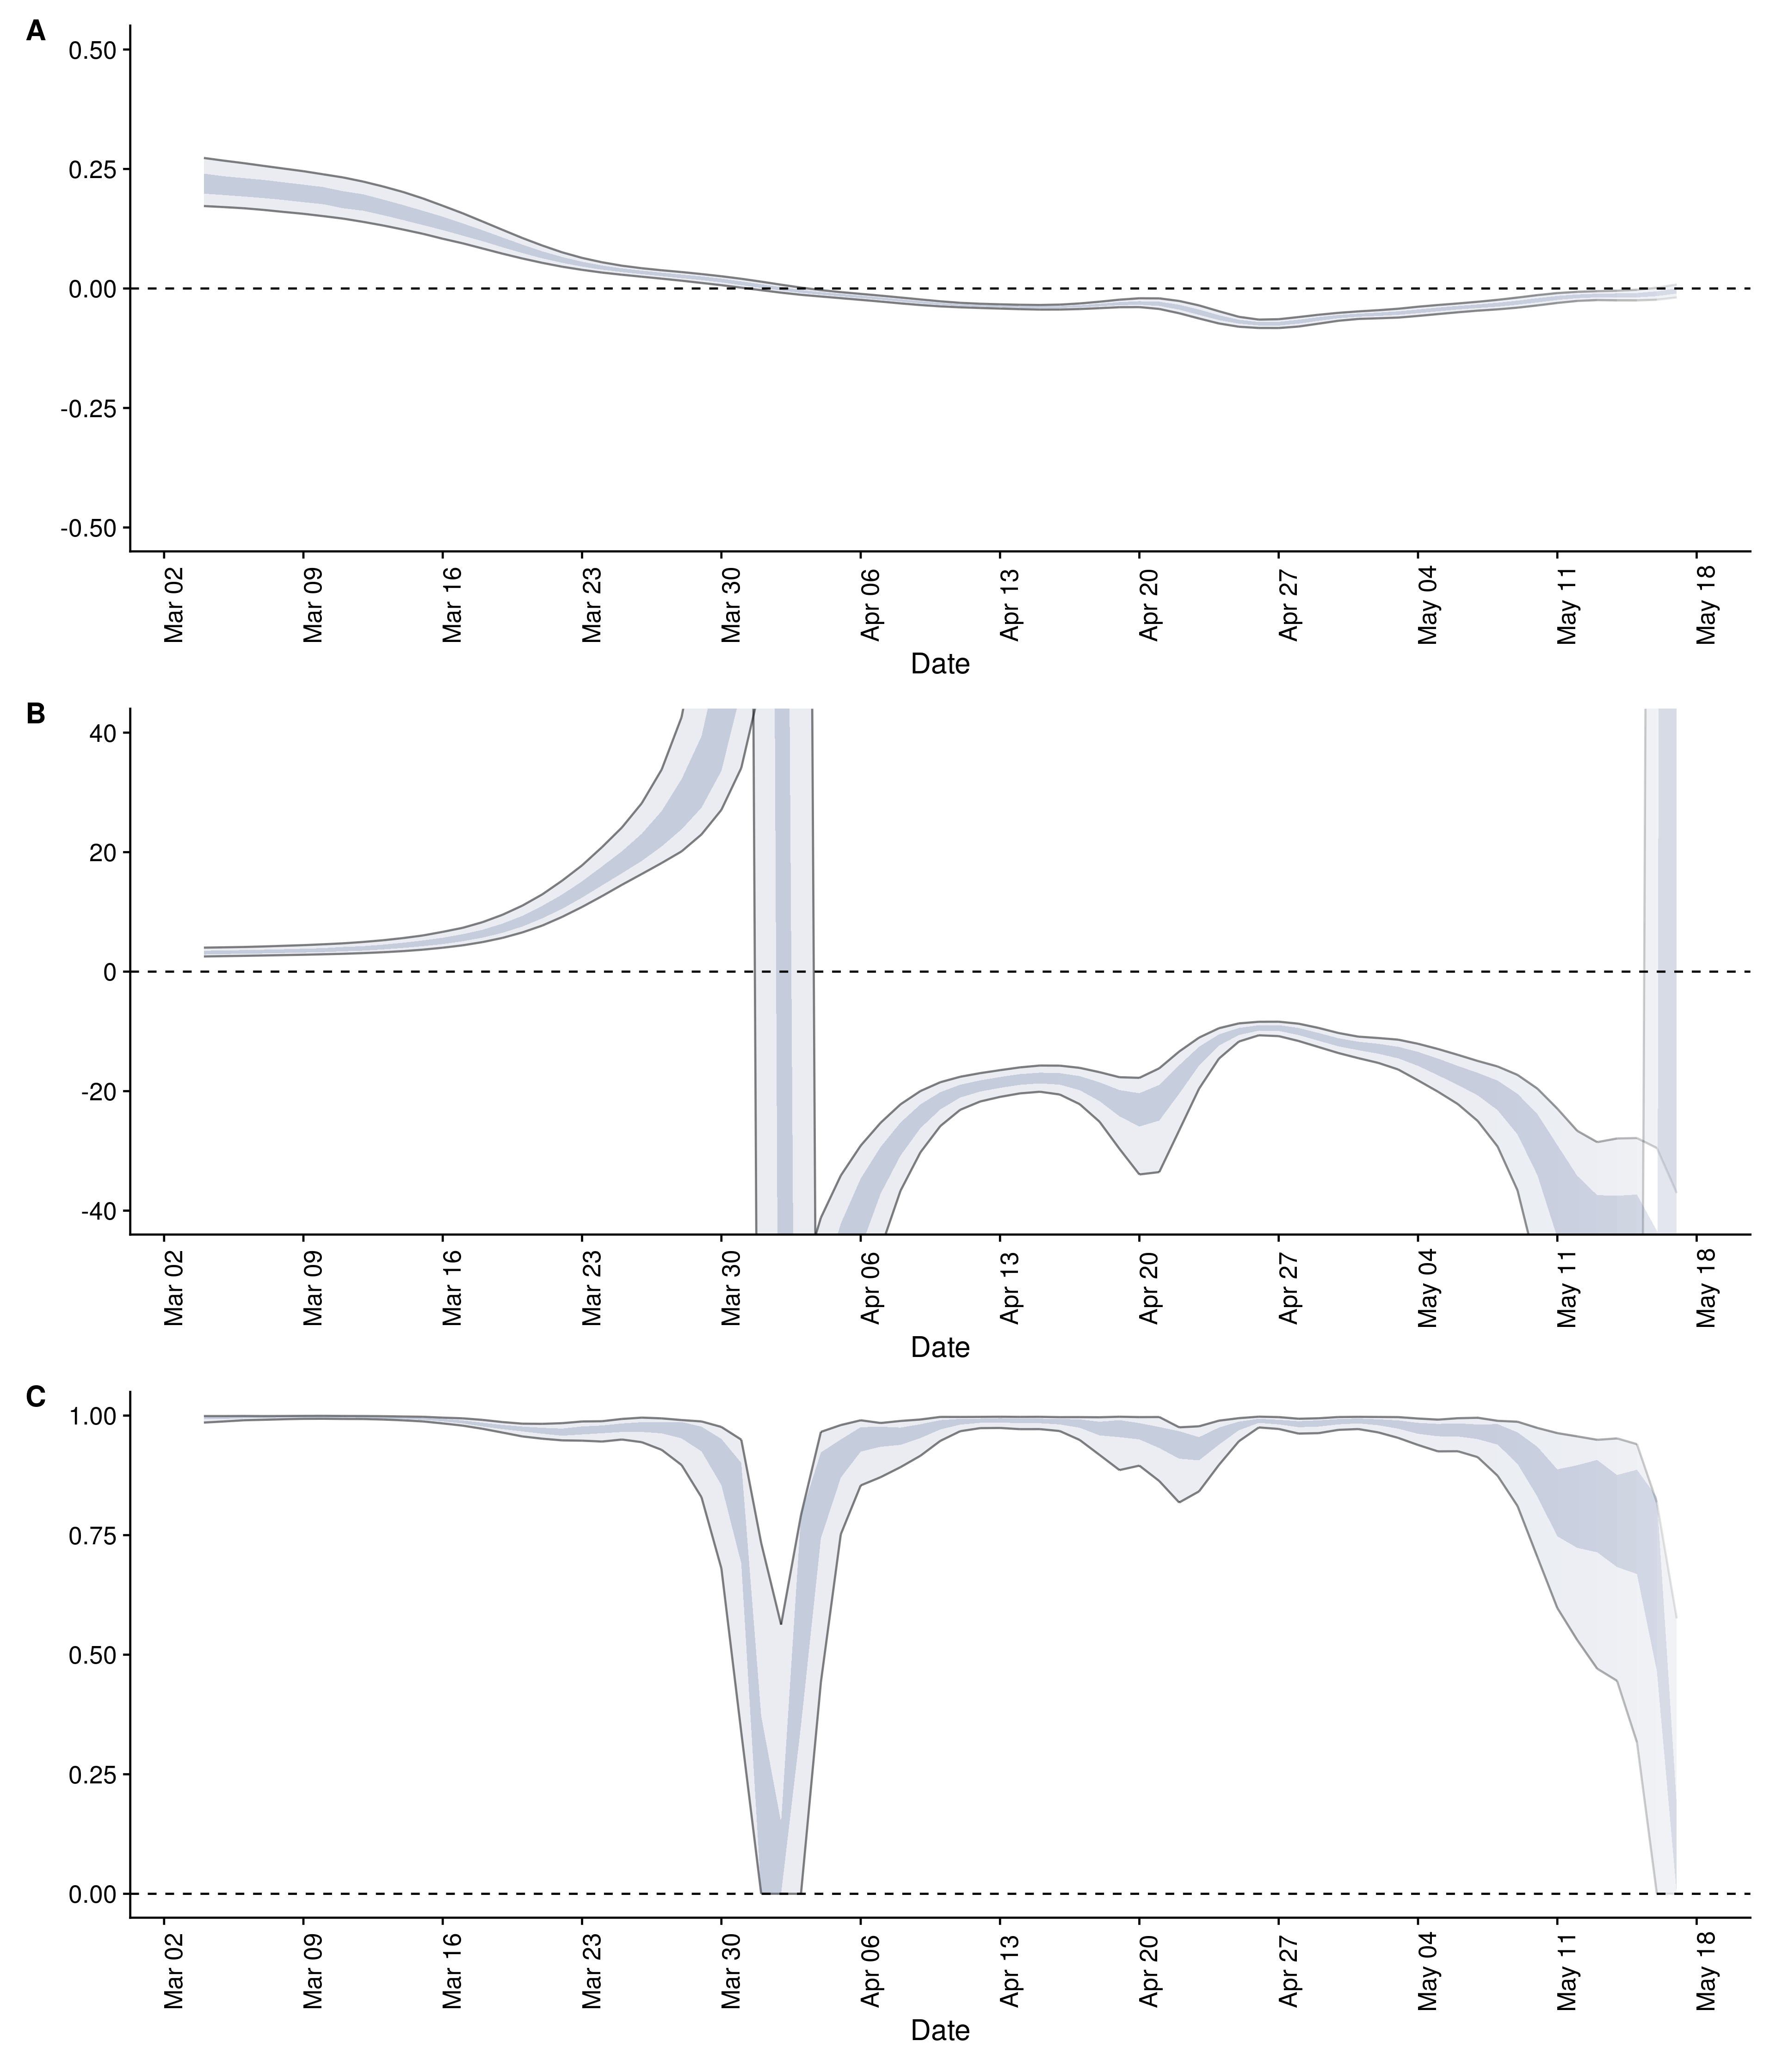 A
0.50
0.25
0.00
-0.25
-0.50
Mar 02
Mar 09
Mar 16
Mar 23
Mar 30
Apr 06
Apr 13
Apr 20
Apr 27
May 04
May 11
May 18
Date
B
40
20
0
-20
-40
Mar 02
Mar 09
Mar 16
Mar 23
Mar 30
Apr 06
Apr 13
Apr 20
Apr 27
May 04
May 11
May 18
Date
C
1.00
0.75
0.50
0.25
0.00
Mar 02
Mar 09
Mar 16
Mar 23
Mar 30
Apr 06
Apr 13
Apr 20
Apr 27
May 04
May 11
May 18
Date